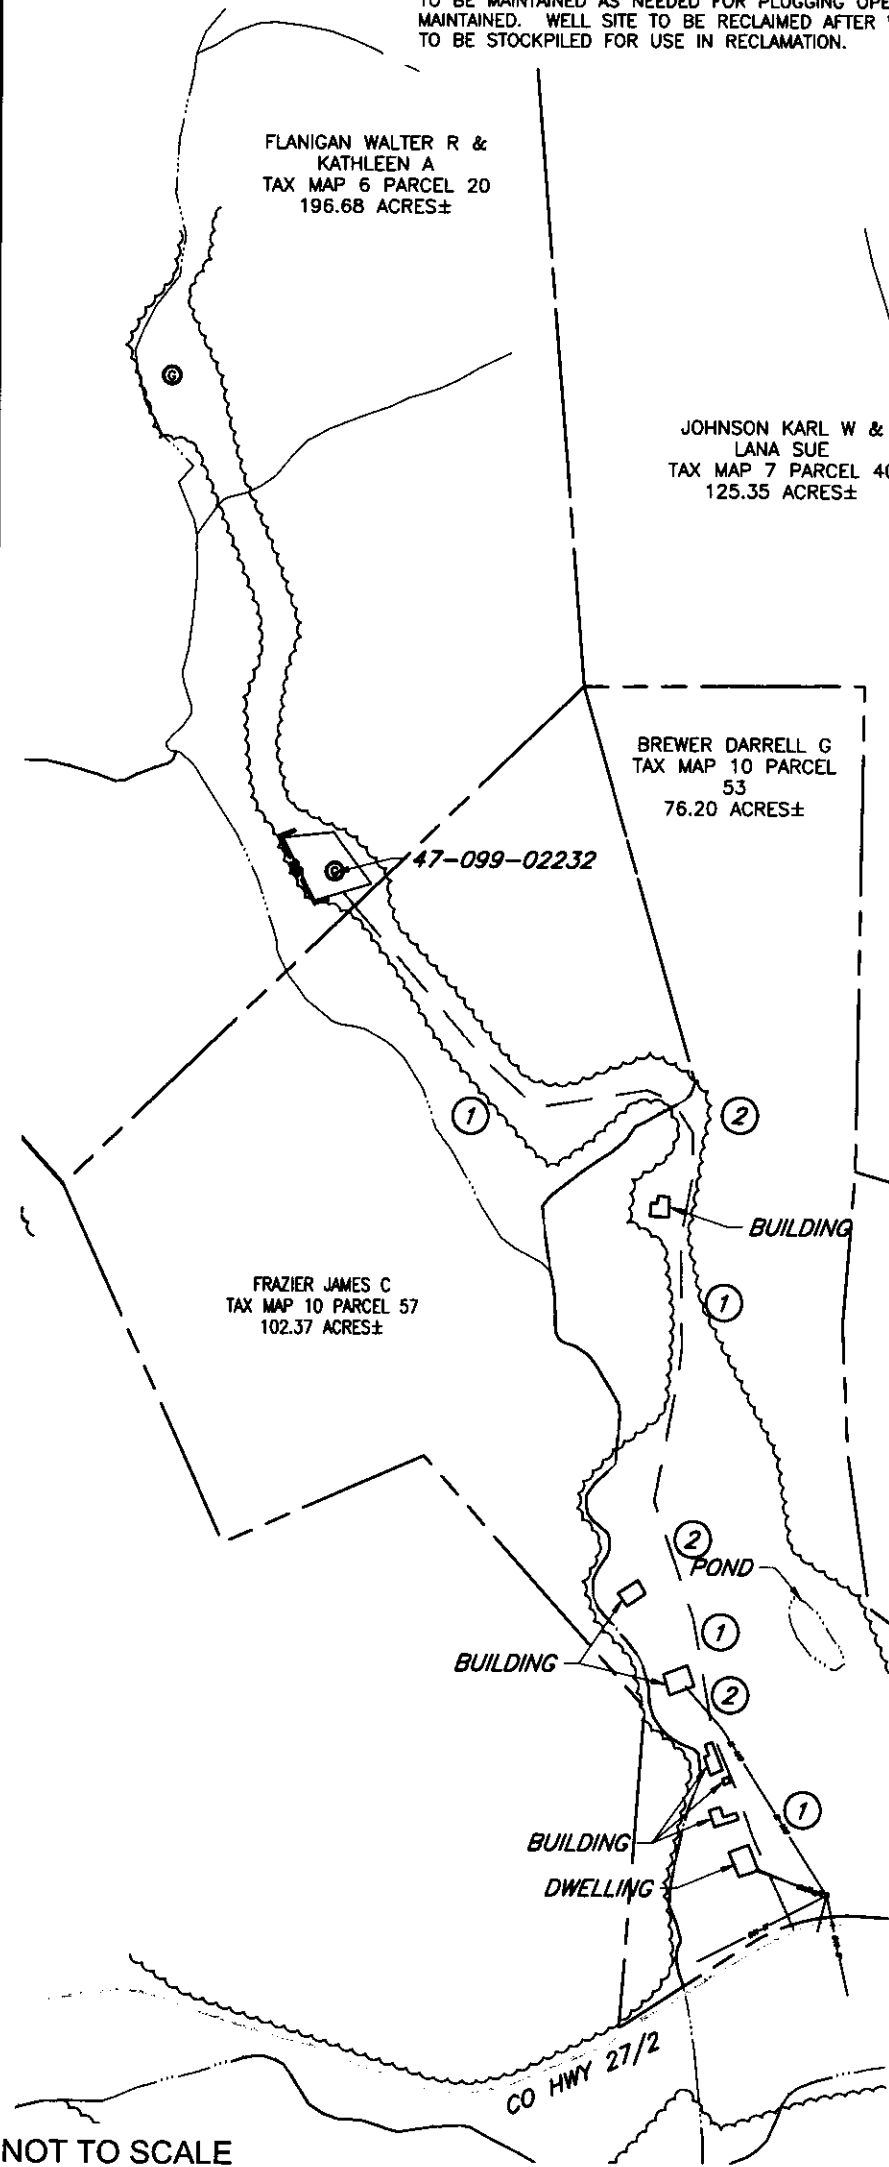 TO BE MAINTAINED AS NEEDED FOR PLUGGING
MAINTAINED. WELL SITE TO BE RECLAIMED AFTER
TO BE STOCKPILED FOR USE IN RECLAMATION.
FLANIGAN WALTER R &
KATHLEEN A
TAX MAP 6 PARCEL 20
196.68 ACRES±
G
JOHNSON KARL W &
LANA SUE
TAX MAP 7 PARCEL
125.35 ACRES±
BREWER DARRELL G
TAX MAP 10 PARCEL
53
76.20 ACRES±
G
47-099-02232
1
2
BUILDING
FRAZIER JAMES C
TAX MAP 10 PARCEL 57
102.37 ACRES±
1
2
POND
1
BUILDING
2
1
BUILDING
DWELLING
CO HWY 27/2
NOT TO SCALE